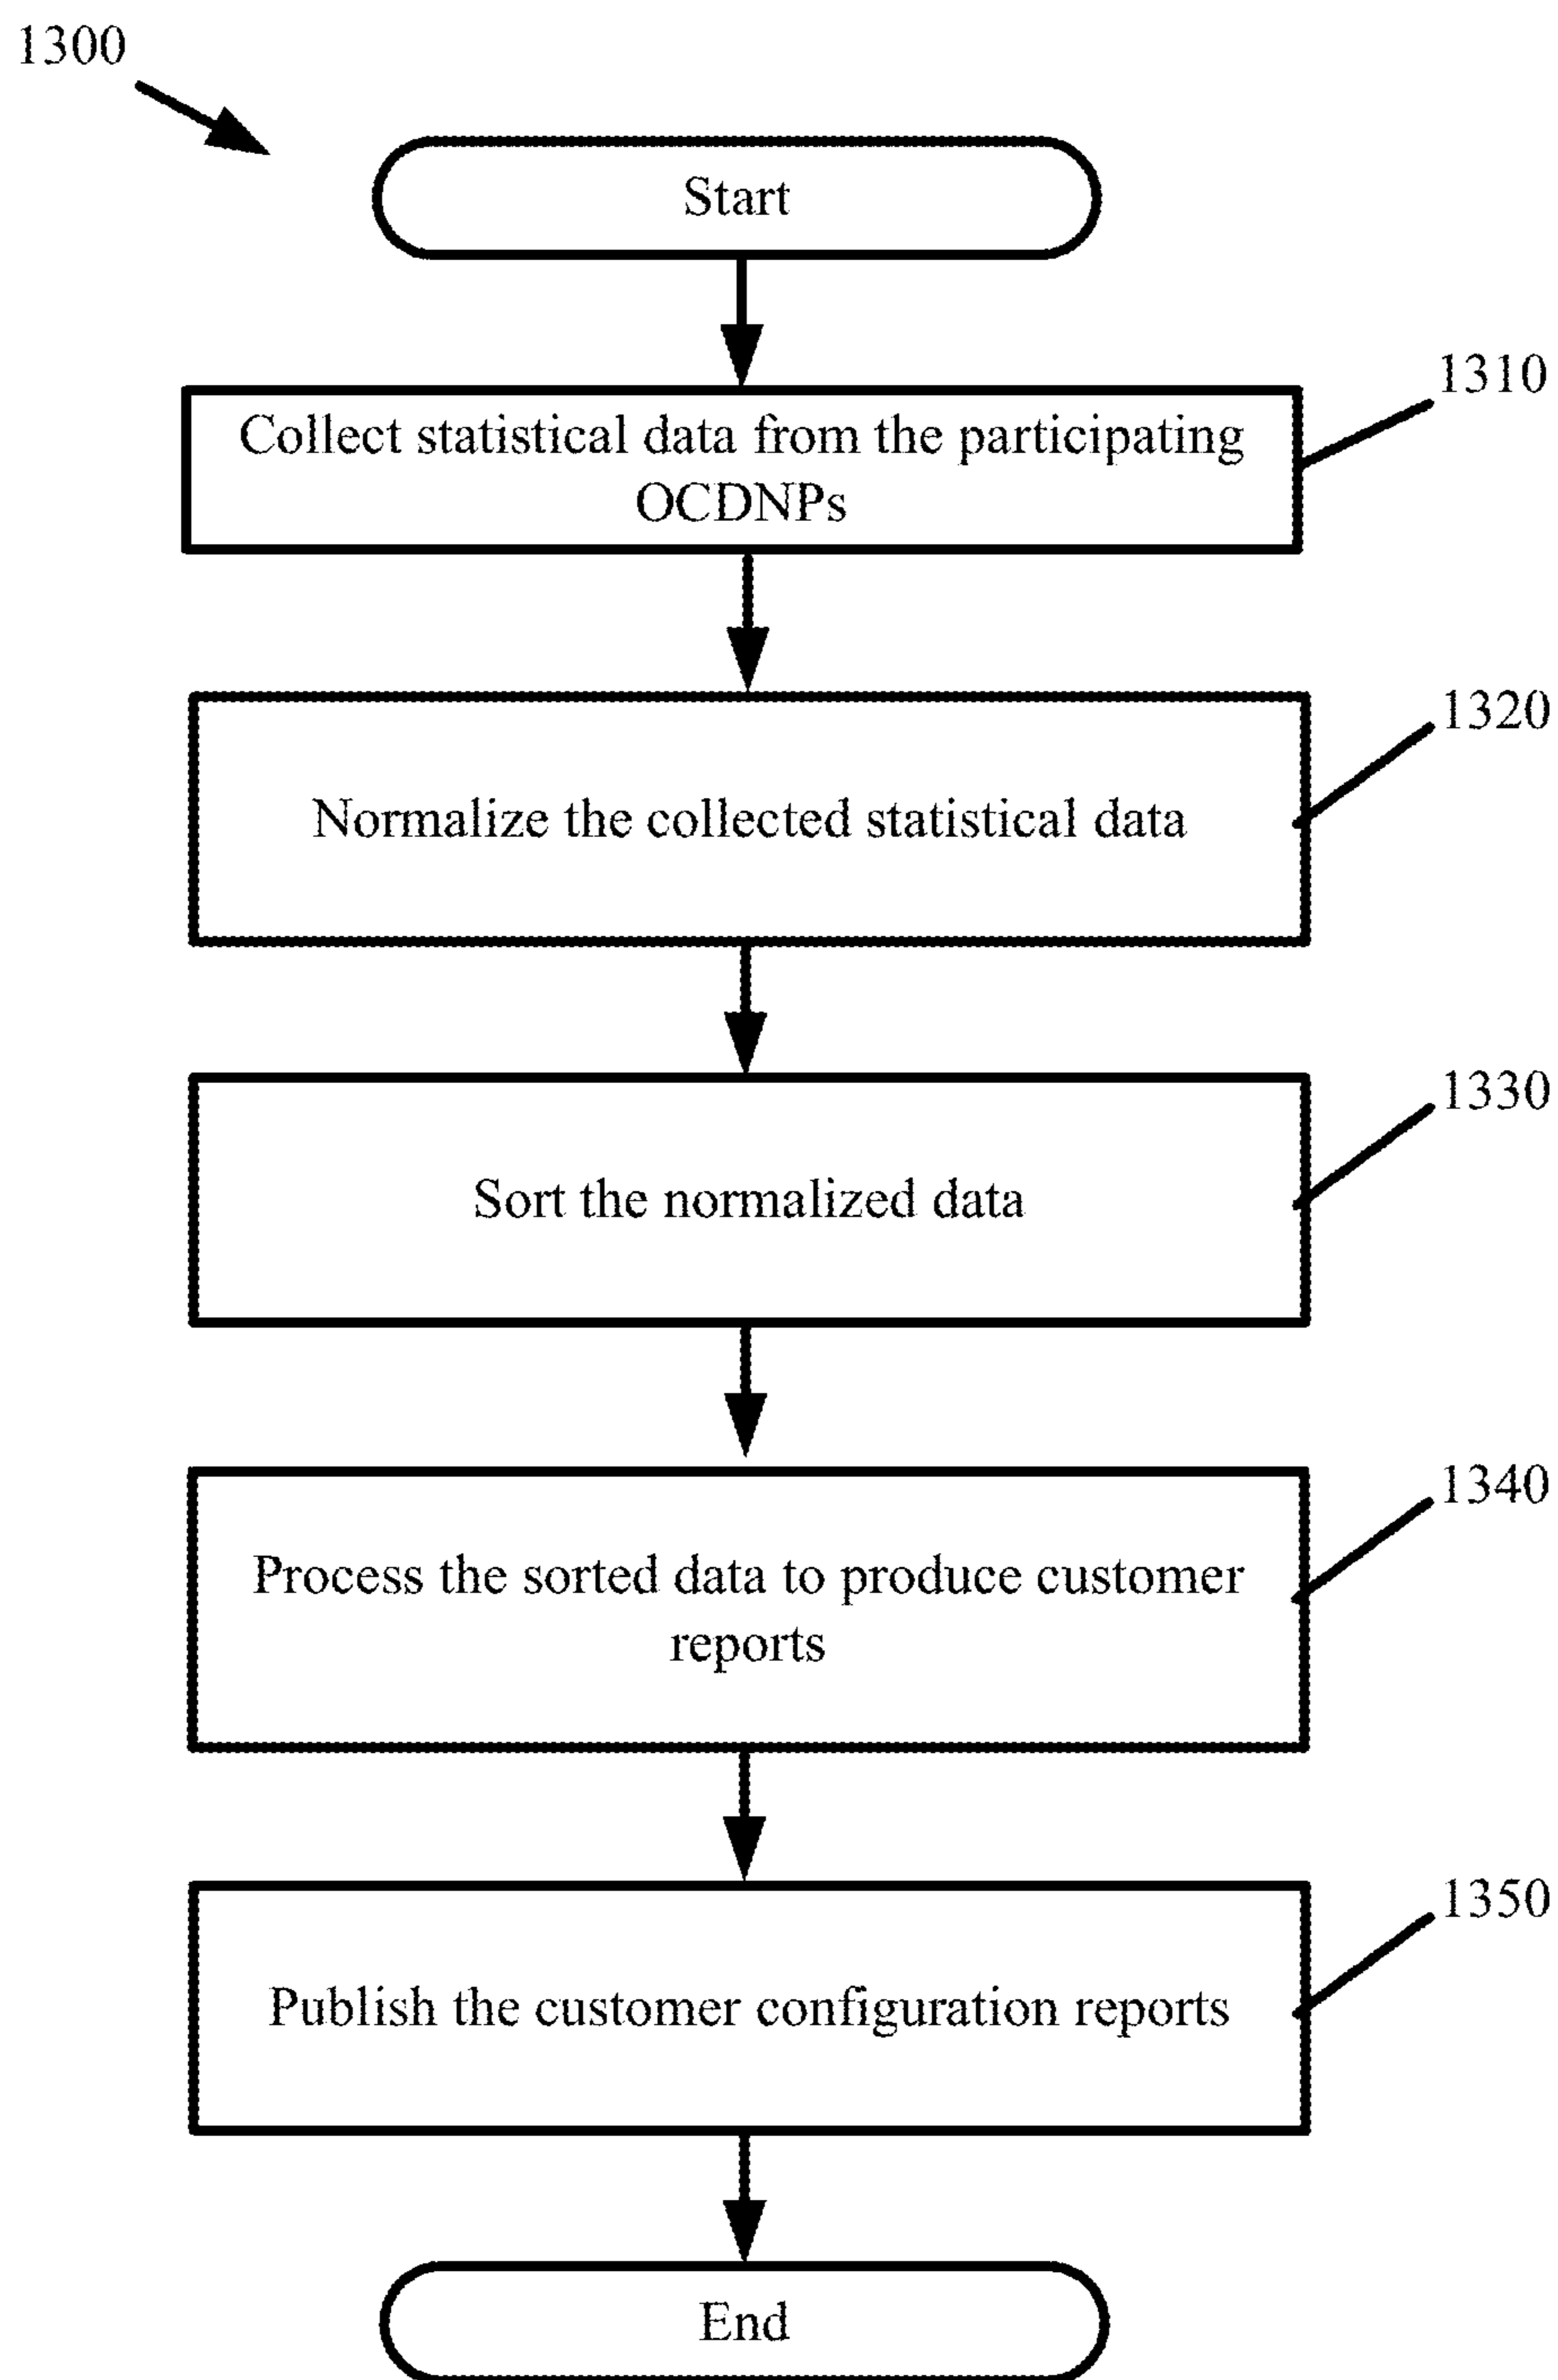 1300
Start
1310
Collect statistical data from the participating
OCDNPs
1320
Normalize the collected statistical data
1330
Sort the normalized data
1340
Process the sorted data to produce customer
reports
1350
Publish the customer configuration reports
End